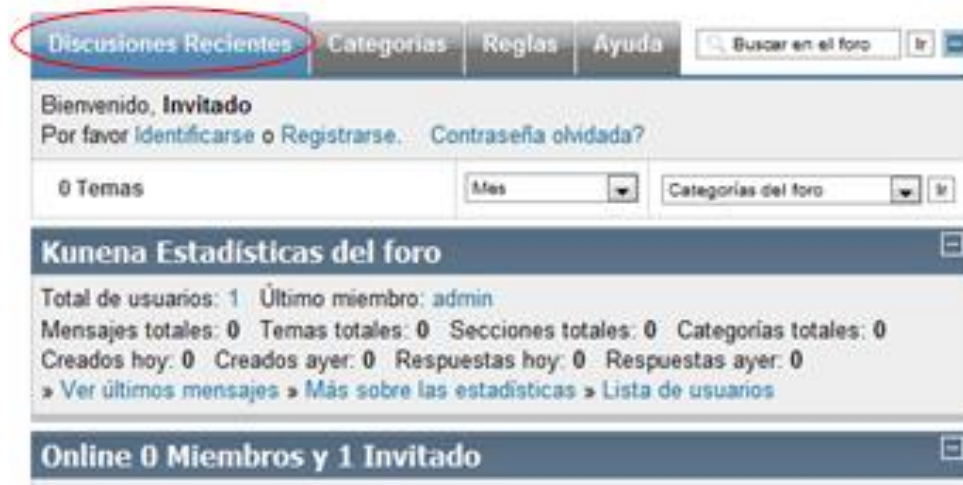 Discusiones Recientes Categorías Reglas Ayuda Buscar en el foro Ir
Bienvenido, Invitado
Por favor Identificarse o Registrarse. Contraseña olvidada?
0 Temas Mes Categorías del foro Ir
Kunena Estadísticas del foro
Total de usuarios: 1 Último miembro: admin
Mensajes totales: 0 Temas totales: 0 Secciones totales: 0 Categorías totales: 0
Creados hoy: 0 Creados ayer: 0 Respuestas hoy: 0 Respuestas ayer: 0
» Ver últimos mensajes » Más sobre las estadísticas » Lista de usuarios
Online 0 Miembros y 1 Invitado